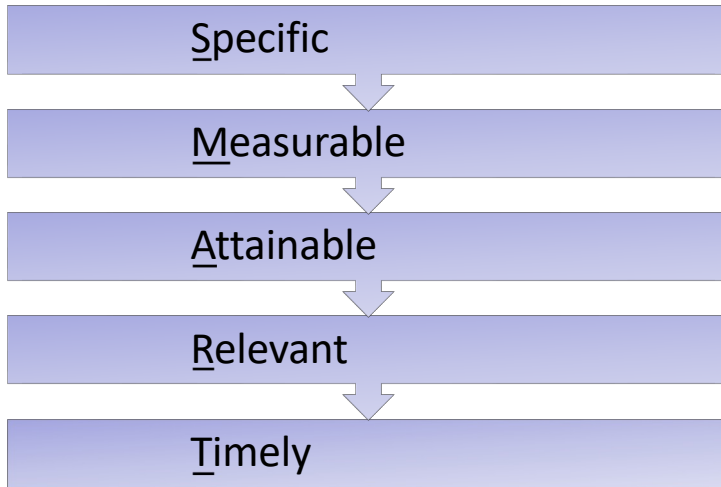 Specific
Measurable
Attainable
Relevant
Timely